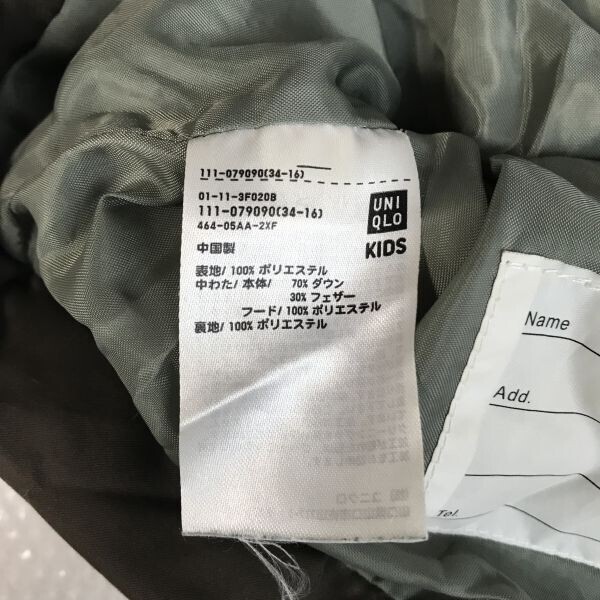 111-079090(34-16)
01-11-3F020B
111-079090(34-16)
464-05AA-2XF
UNI
QLO
KIDS
中国製
表地/ 100% ポリエステル
中わた/ 本体/ 70% ダウン
30% フェザー
フード/ 100% ポリエステル
裏地/ 100% ポリエステル
Name
Add.
Tel.